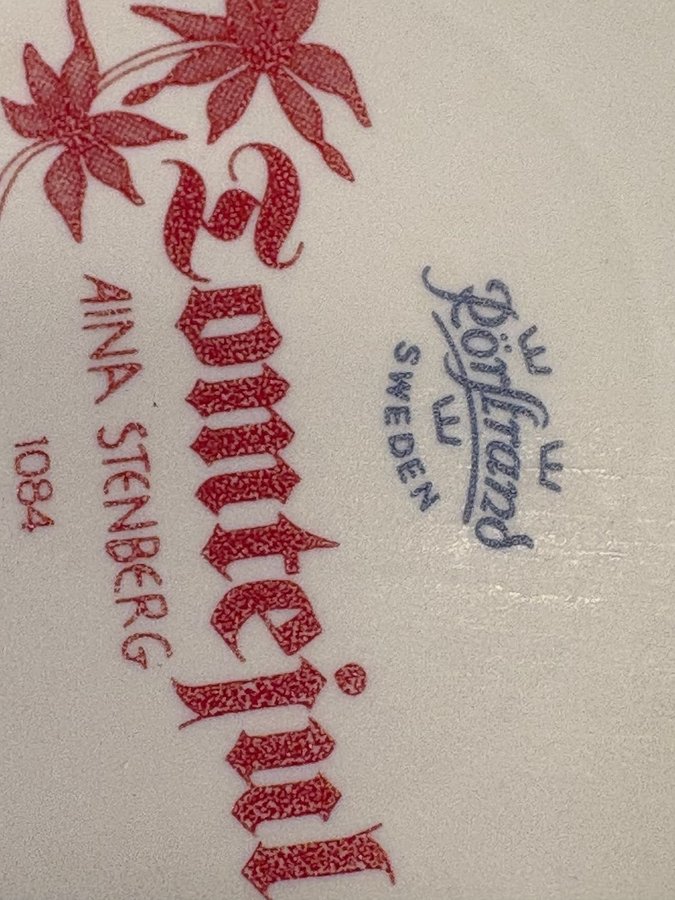 Rörstrand
SWEDEN
Tomtejul
AINA STENBERG
1084